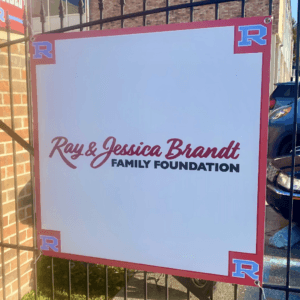 R R
Ray & Jessica Brandt
FAMILY FOUNDATION
R R